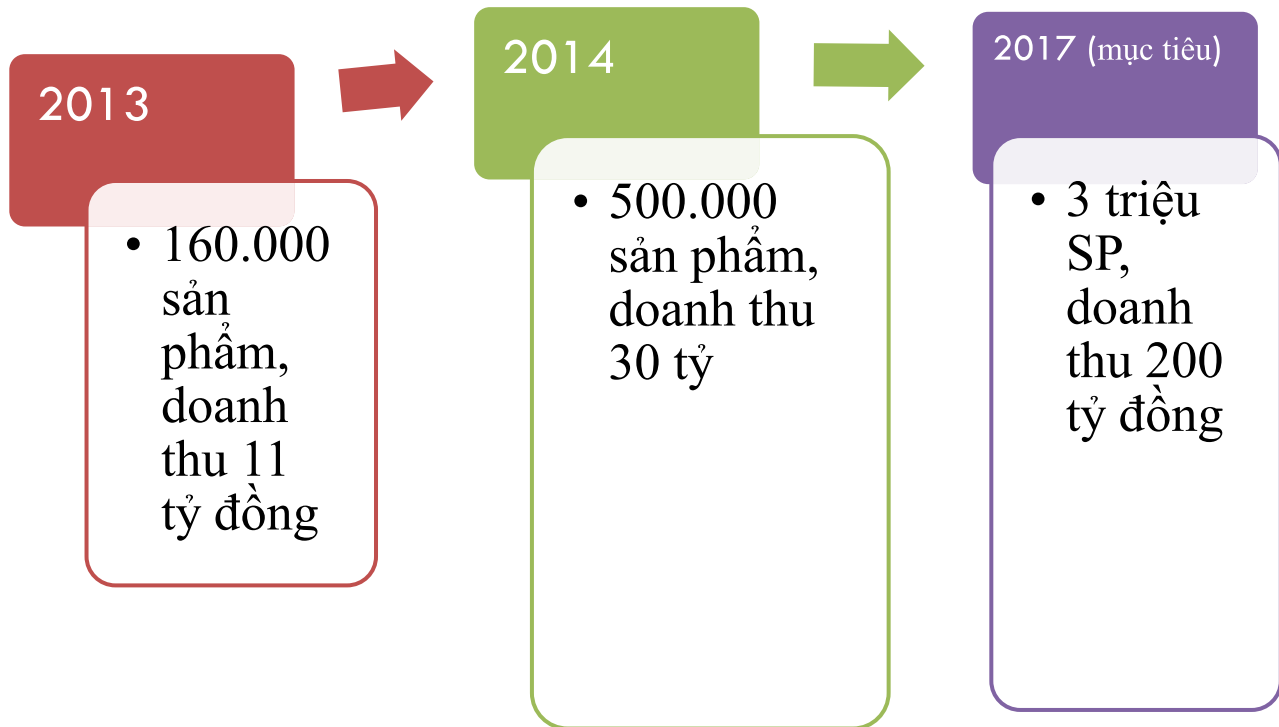 2013
• 160.000
sản
phẩm,
doanh
thu 11
tỷ đồng
2014
• 500.000
sản phẩm,
doanh thu
30 tỷ
2017 (mục tiêu)
• 3 triệu
SP,
doanh
thu 200
tỷ đồng